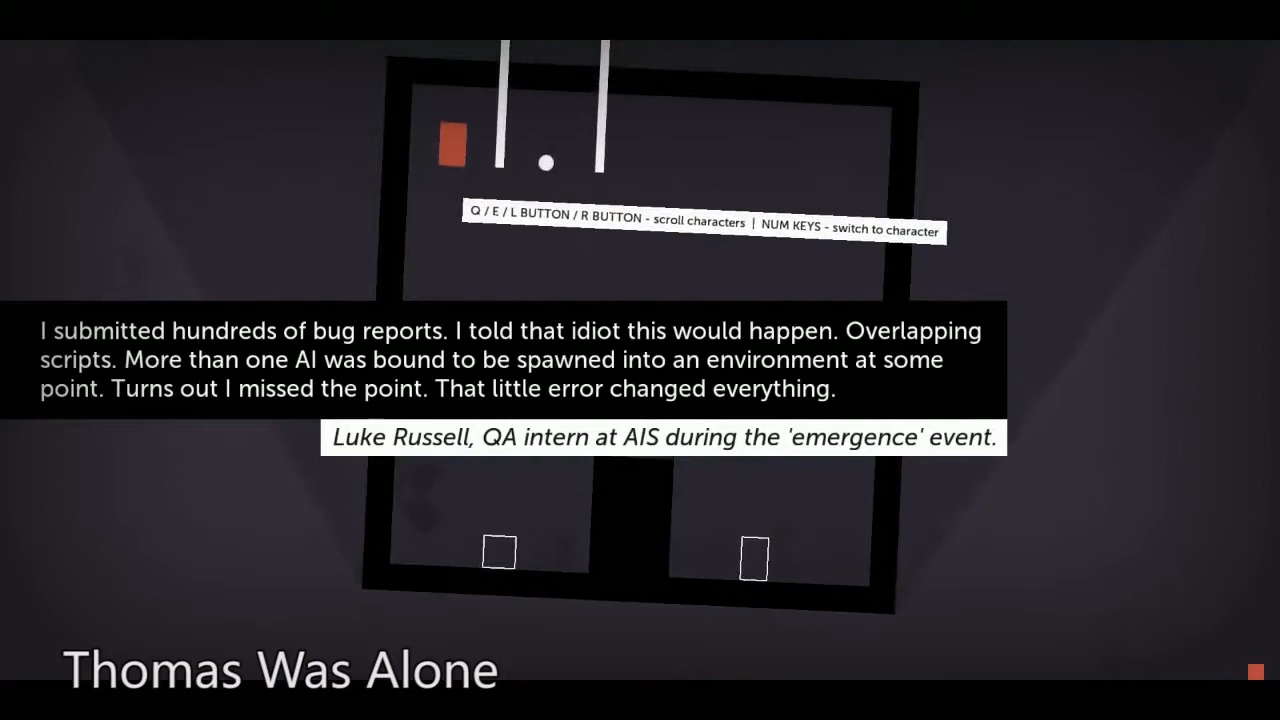 Q / E / L BUTTON / R BUTTON - scroll characters | NUM KEYS - switch to character
I submitted hundreds of bug reports. I told that idiot this would happen. Overlapping
scripts. More than one AI was bound to be spawned into an environment at some
point. Turns out I missed the point. That little error changed everything.
Luke Russell, QA intern at AIS during the 'emergence' event.
Thomas Was Alone